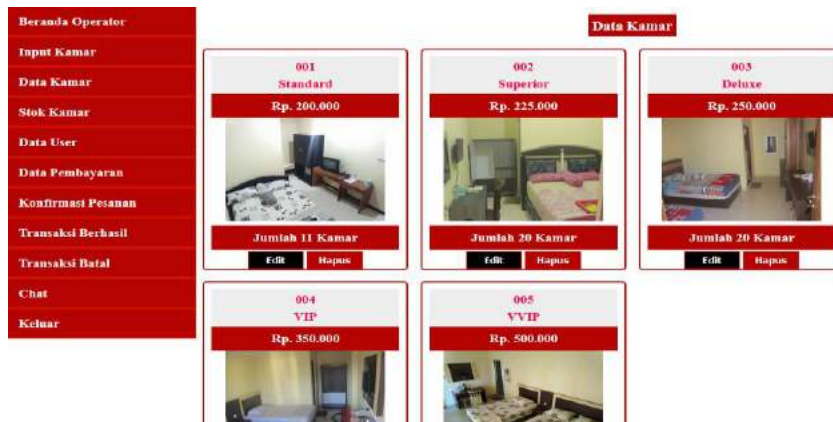 Beranda Operator
Input Kamar
Data Kamar
Stok Kamar
Data User
Data Pembayaran
Konfirmasi Pesanan
Transaksi Berhasil
Transaksi Batal
Chat
Keluar
Data Kamar
001
Standard
Rp. 200.000
Jumlah 11 Kamar
Edit Hapus
002
Superior
Rp. 225.000
Jumlah 20 Kamar
Edit Hapus
003
Deluxe
Rp. 250.000
Jumlah 20 Kamar
Edit Hapus
004
VIP
Rp. 350.000
005
VVIP
Rp. 500.000